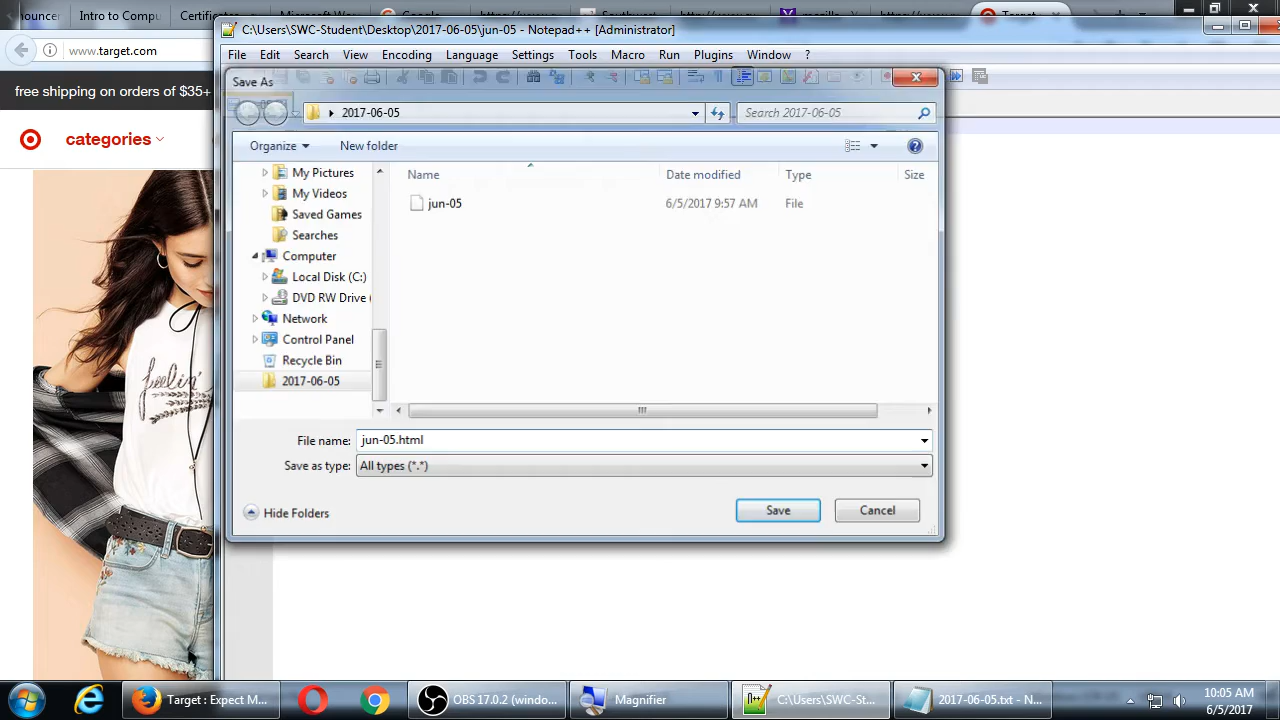 Intro to Compu
Certificat
www.target.com
free shipping on orders of $35+
categories
feelin'
C:\Users\SWC-Student\Desktop\2017-06-05\jun-05 - Notepad++ [Administrator]
File Edit Search View Encoding Language Settings Tools Macro Run Plugins Window ?
Save As
2017-06-05
Search 2017-06-05
Organize
New folder
Name Date modified Type Size
jun-05 6/5/2017 9:57 AM File
My Pictures
My Videos
Saved Games
Searches
Computer
Local Disk (C:)
DVD RW Drive (
Network
Control Panel
Recycle Bin
2017-06-05
File name: jun-05.html
Save as type: All types (*.*)
Hide Folders
Save
Cancel
Target : Expect M...
OBS 17.0.2 (windo...
Magnifier
C:\Users\SWC-St...
2017-06-05.txt - N...
10:05 AM
6/5/2017